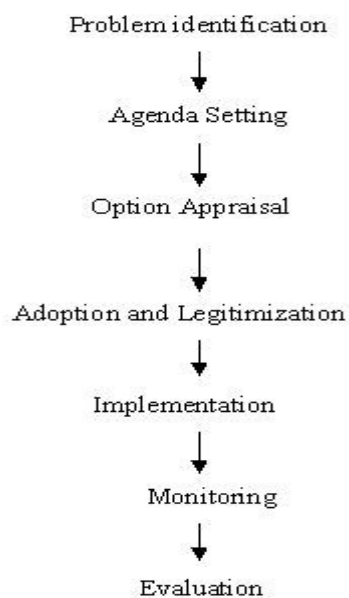 Problem identification
Agenda Setting
Option Appraisal
Adoption and Legitimization
Implementation
Monitoring
Evaluation